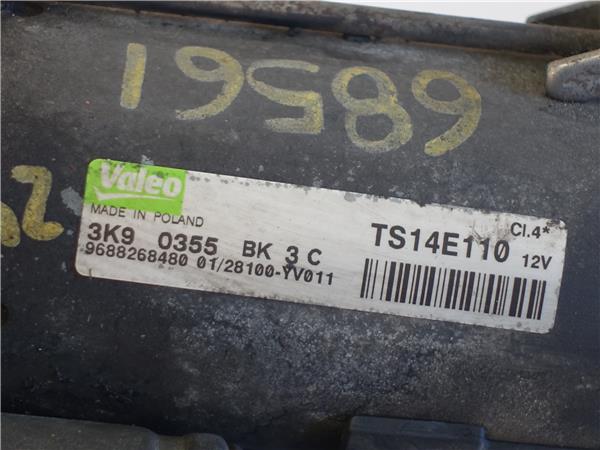 19589
Valeo
MADE IN POLAND
3K9 0355 BK 3 C
9688268480 01/28100-YV011
TS14E110
Cl.4*
12V